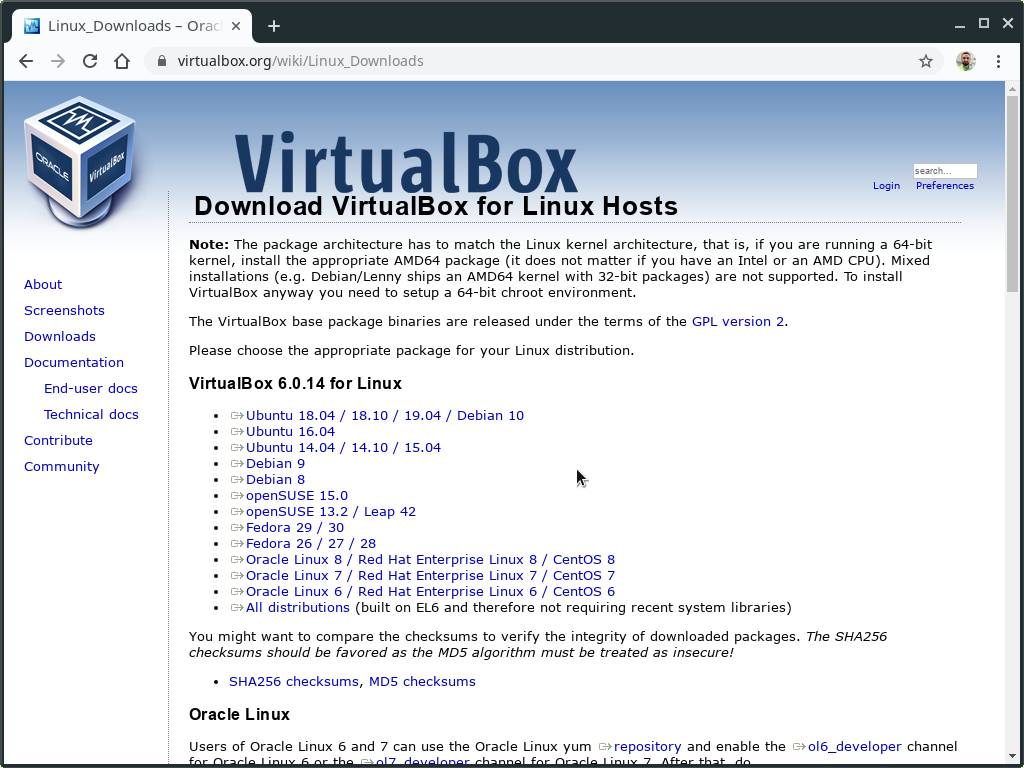 Linux_Downloads – Orac
virtualbox.org/wiki/Linux_Downloads
ORACLE
VirtualBox
VirtualBox
search...
Login Preferences
Download VirtualBox for Linux Hosts
Note: The package architecture has to match the Linux kernel architecture, that is, if you are running a 64-bit
kernel, install the appropriate AMD64 package (it does not matter if you have an Intel or an AMD CPU). Mixed
installations (e.g. Debian/Lenny ships an AMD64 kernel with 32-bit packages) are not supported. To install
VirtualBox anyway you need to setup a 64-bit chroot environment.
The VirtualBox base package binaries are released under the terms of the GPL version 2.
Please choose the appropriate package for your Linux distribution.
About
Screenshots
Downloads
Documentation
End-user docs
Technical docs
Contribute
Community
VirtualBox 6.0.14 for Linux
Ubuntu 18.04 / 18.10 / 19.04 / Debian 10
Ubuntu 16.04
Ubuntu 14.04 / 14.10 / 15.04
Debian 9
Debian 8
openSUSE 15.0
openSUSE 13.2 / Leap 42
Fedora 29 / 30
Fedora 26 / 27 / 28
Oracle Linux 8 / Red Hat Enterprise Linux 8 / CentOS 8
Oracle Linux 7 / Red Hat Enterprise Linux 7 / CentOS 7
Oracle Linux 6 / Red Hat Enterprise Linux 6 / CentOS 6
All distributions (built on EL6 and therefore not requiring recent system libraries)
You might want to compare the checksums to verify the integrity of downloaded packages. The SHA256
checksums should be favored as the MD5 algorithm must be treated as insecure!
SHA256 checksums, MD5 checksums
Oracle Linux
Users of Oracle Linux 6 and 7 can use the Oracle Linux yum repository and enable the ol6_developer channel
for Oracle Linux 6 or the ol7_developer channel for Oracle Linux 7. After that, do